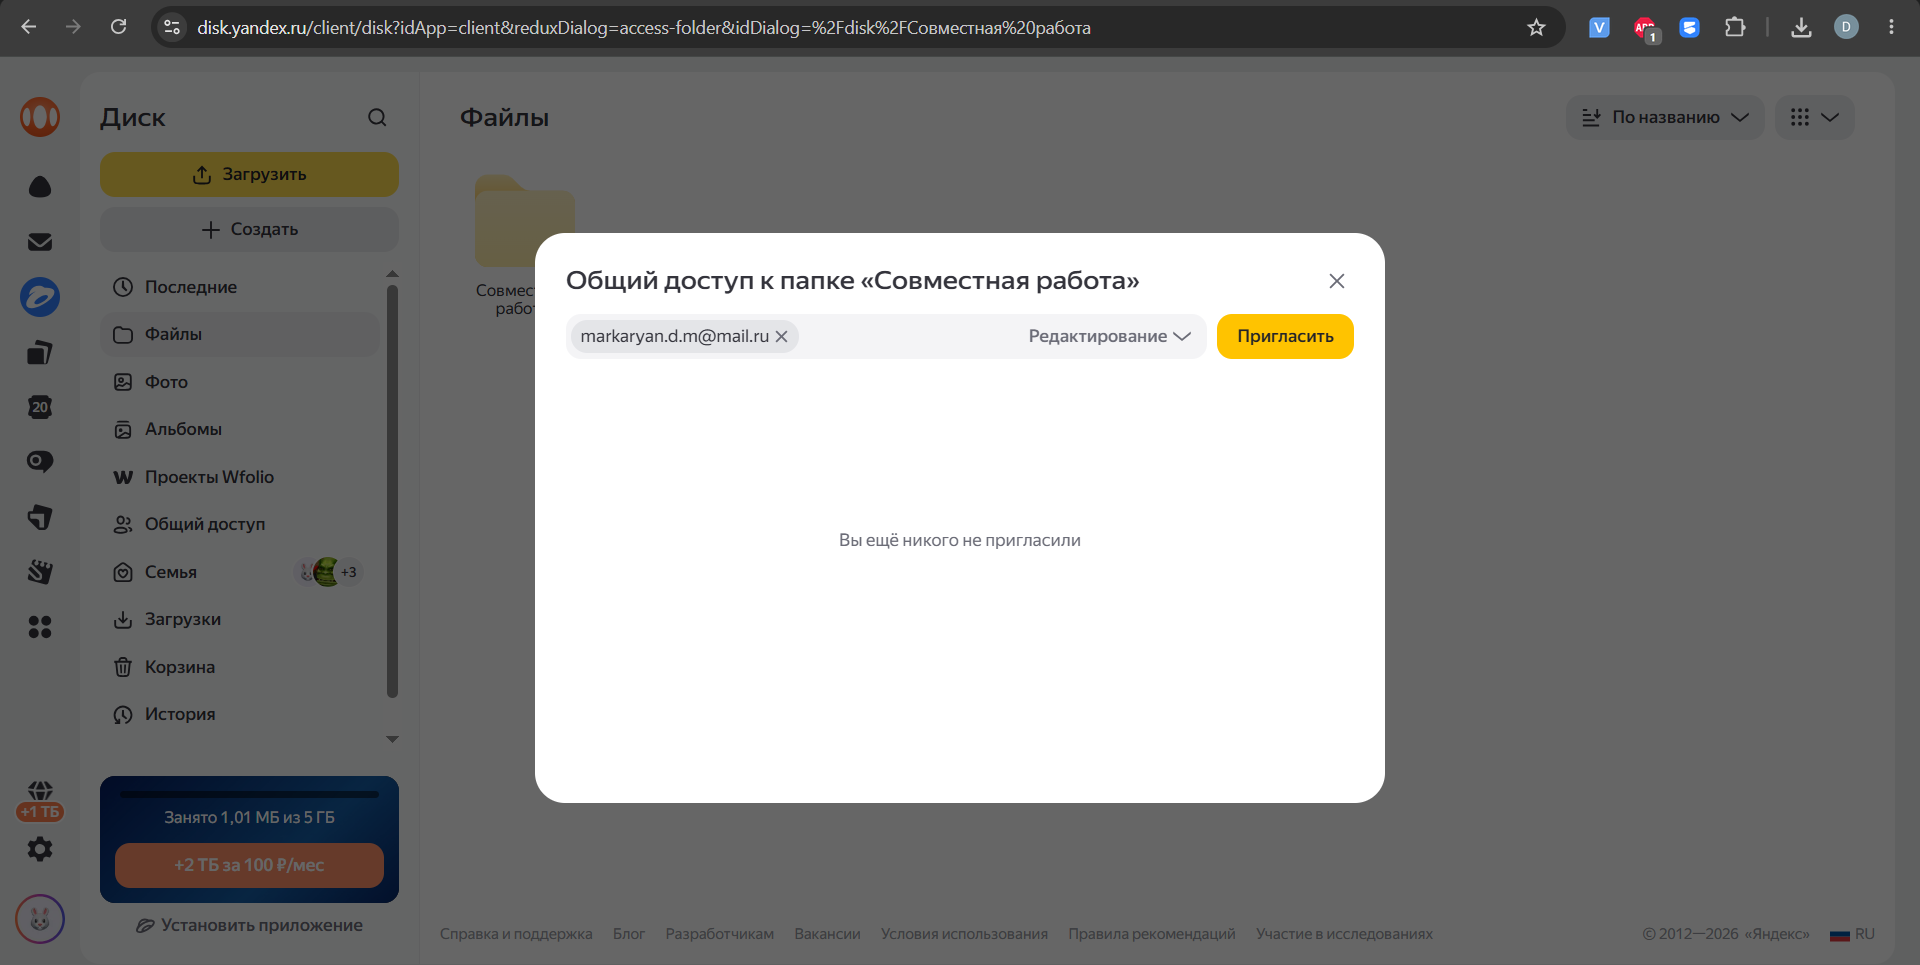 disk.yandex.ru/client/disk?idApp=client&reduxDialog=access-folder&idDialog=%2Fdisk%2FСовместная%20работа
V
ABP
1
D
Диск
Загрузить
Создать
Последние
Файлы
Фото
Альбомы
W Проекты Wfolio
Общий доступ
Семья
+3
Загрузки
Корзина
История
20
+1 ТБ
Занято 1,01 МБ из 5 ГБ
+2 ТБ за 100 ₽/мес
Установить приложение
Файлы
По названию
Совмес
рабо
Общий доступ к папке «Совместная работа»
markaryan.d.m@mail.ru
Редактирование
Пригласить
Вы ещё никого не пригласили
Справка и поддержка Блог Разработчикам Вакансии Условия использования Правила рекомендаций Участие в исследованиях
© 2012—2026 «Яндекс» RU